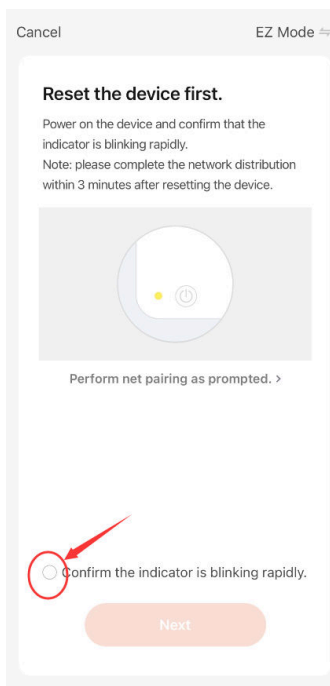 Cancel
EZ Mode
Reset the device first.
Power on the device and confirm that the
indicator is blinking rapidly.
Note: please complete the network distribution
within 3 minutes after resetting the device.
Perform net pairing as prompted. >
Confirm the indicator is blinking rapidly.
Next